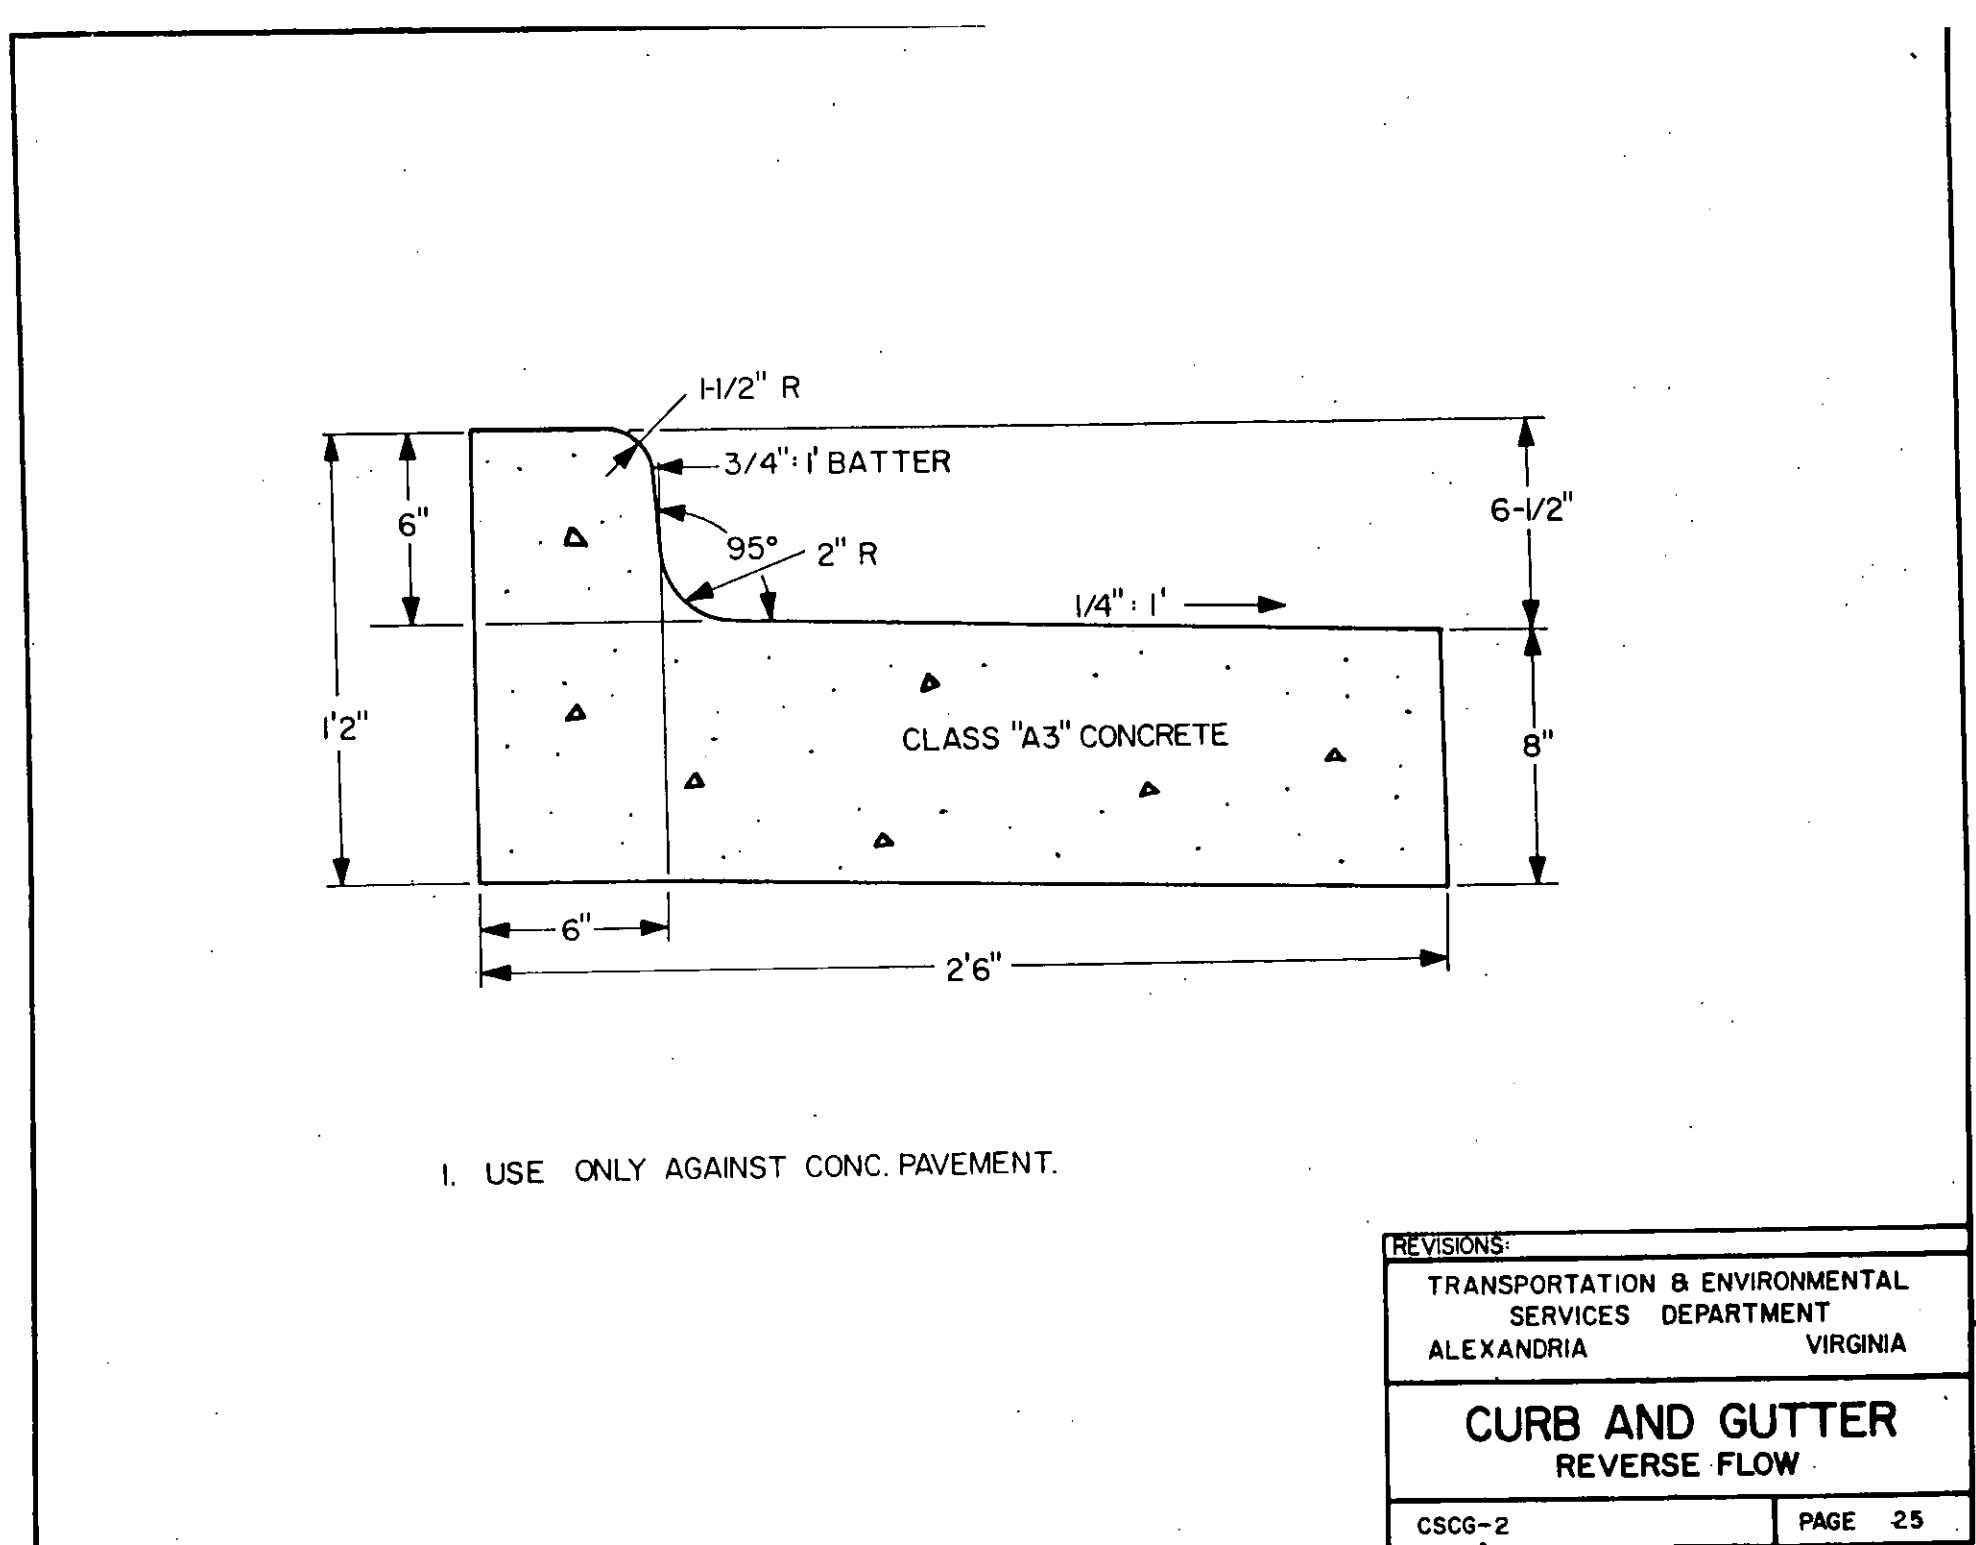 1-1/2" R
3/4" : 1' BATTER
6"
6-1/2"
95°
2" R
1/4" : 1'
1'2"
CLASS "A3" CONCRETE
8"
6"
2'6"
1. USE ONLY AGAINST CONC. PAVEMENT.
REVISIONS:
TRANSPORTATION & ENVIRONMENTAL
SERVICES DEPARTMENT
ALEXANDRIA VIRGINIA
CURB AND GUTTER
REVERSE FLOW
CSCG-2 PAGE 25